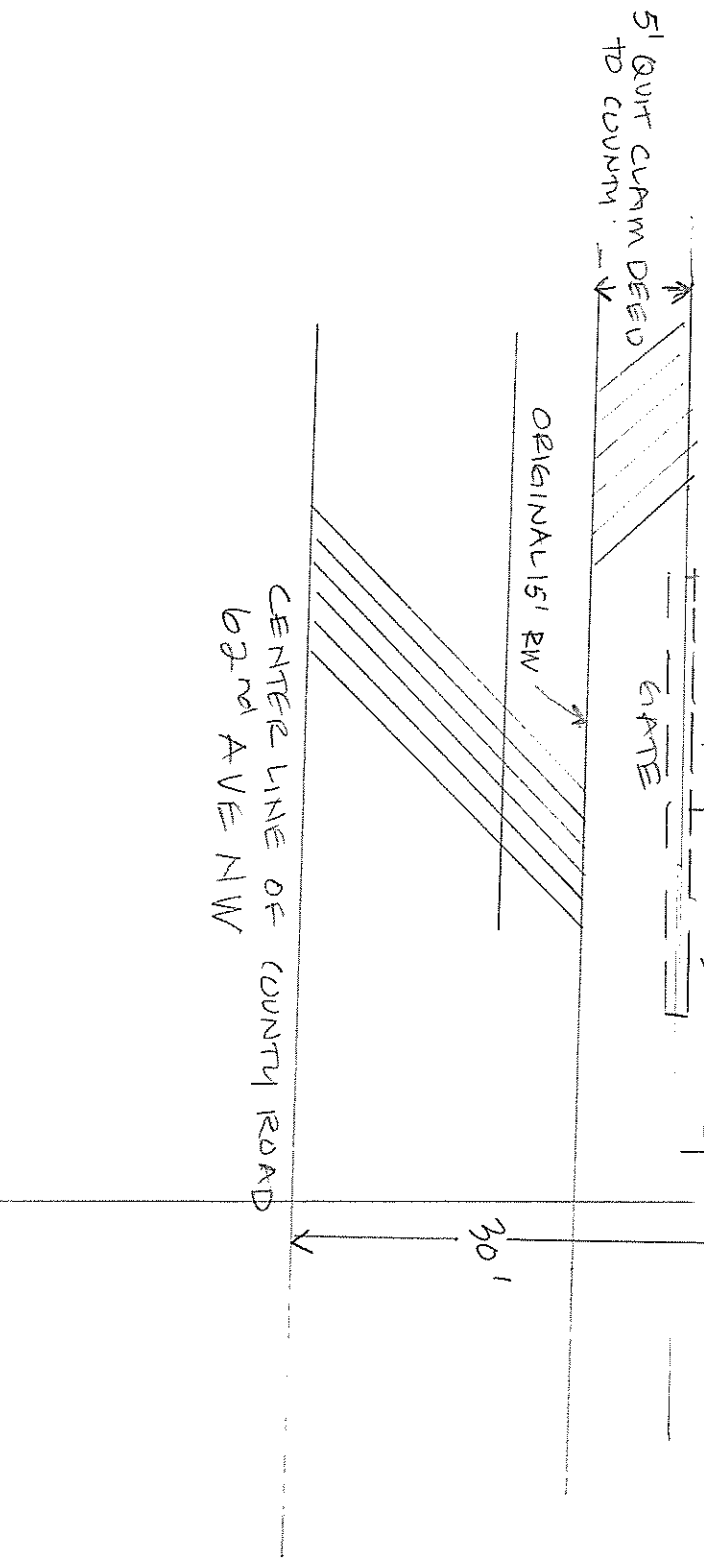 5' QUIT CLAIM DEED
TO COUNTY.
GATE
ORIGINAL 15' RW
CENTER LINE OF COUNTY ROAD
62nd AVE NW
30'